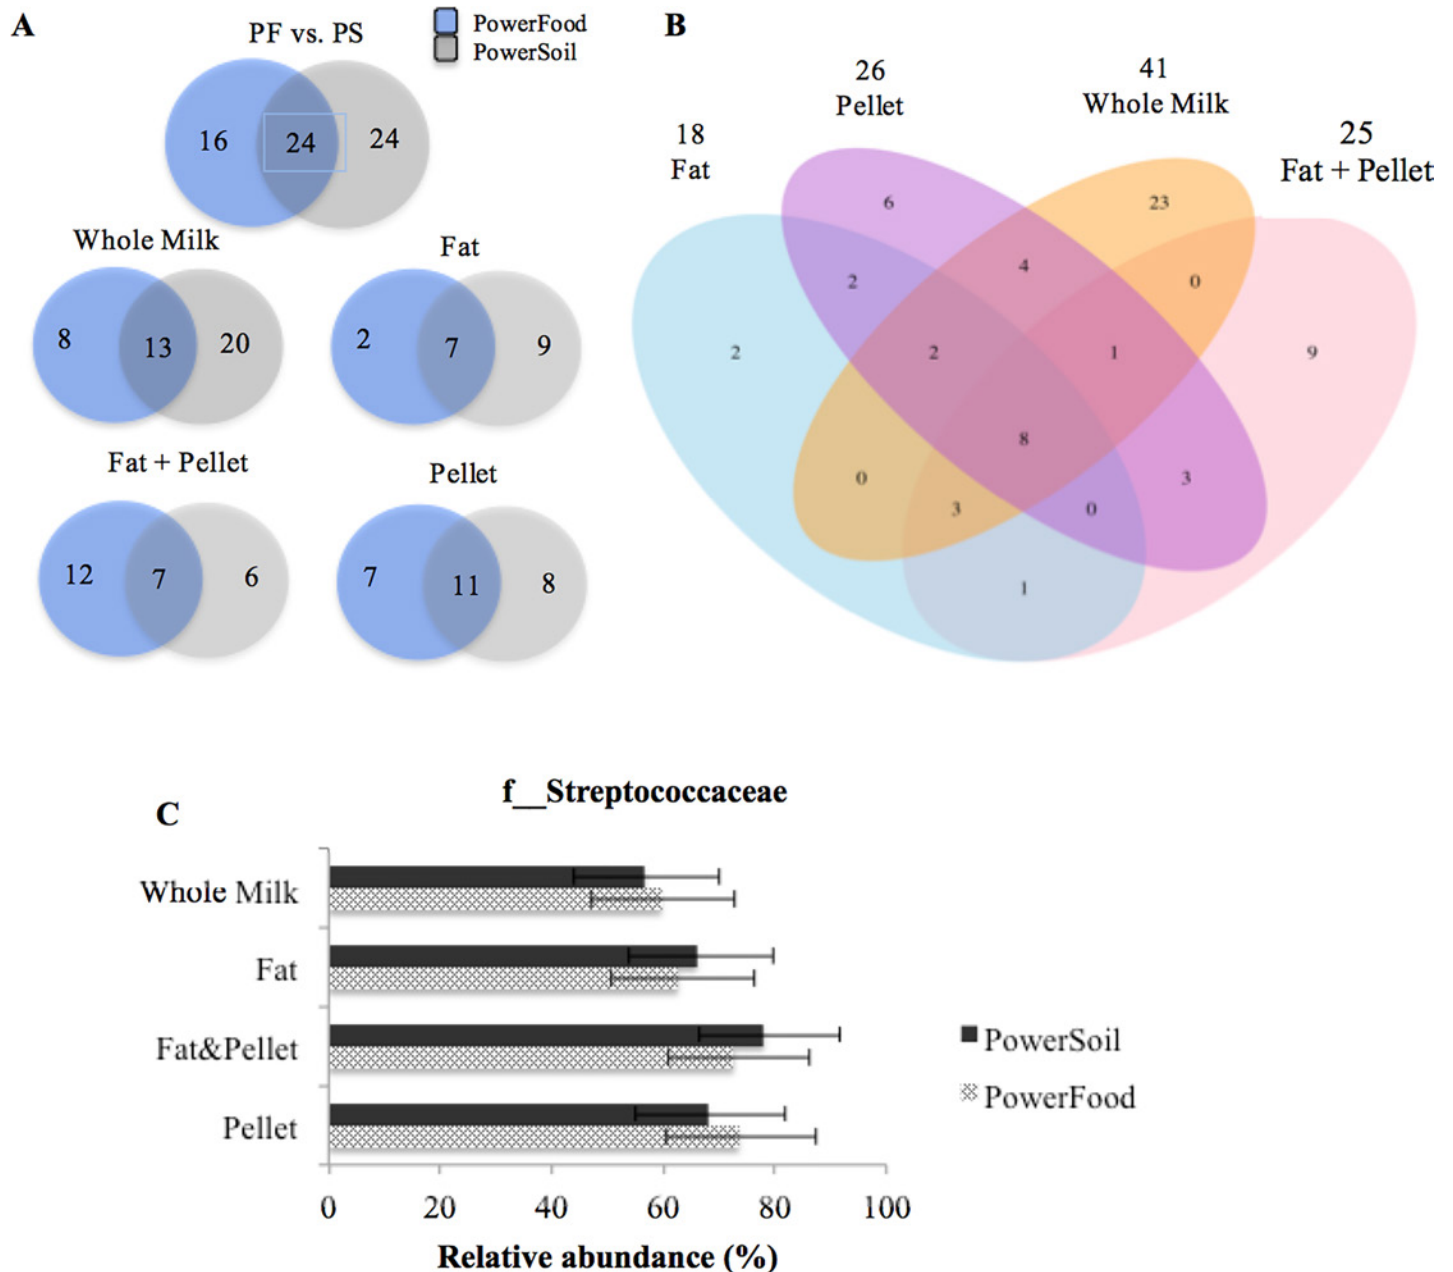 A
PF vs. PS
PowerFood
PowerSoil
16
24
24
Whole Milk
8
13
20
Fat
2
7
9
Fat + Pellet
12
7
6
Pellet
7
11
8
B
18
Fat
26
Pellet
41
Whole Milk
25
Fat + Pellet
6
23
2
4
0
2
2
1
9
8
0
3
0
3
1
C
f__Streptococcaceae
Whole Milk
Fat
Fat&Pellet
Pellet
PowerSoil
PowerFood
0 20 40 60 80 100
Relative abundance (%)